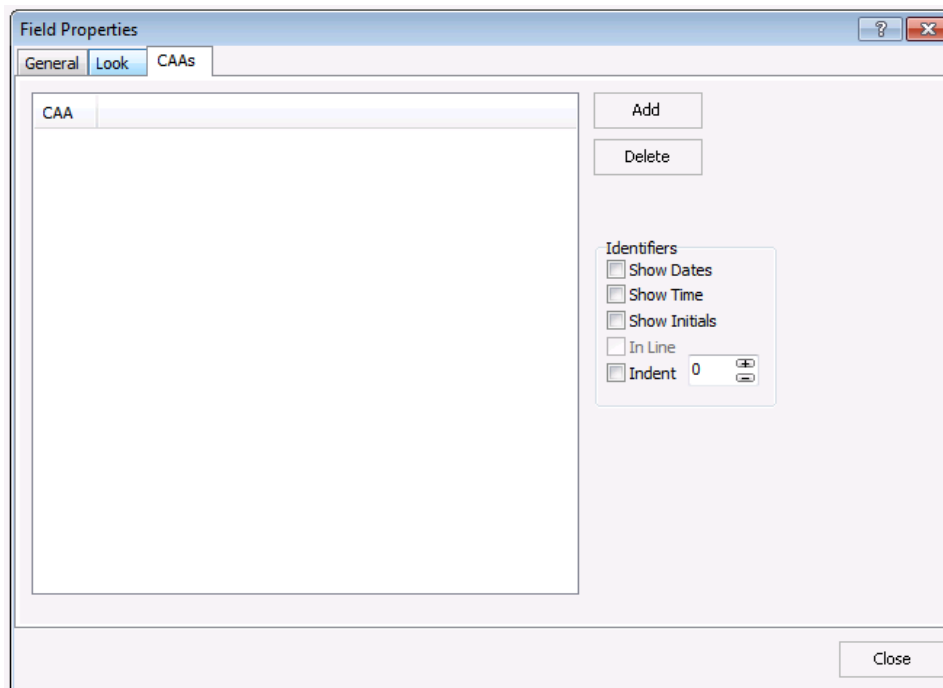 Field Properties
General Look CAAs
CAA
Add
Delete
Identifiers
Show Dates
Show Time
Show Initials
In Line
Indent 0
Close